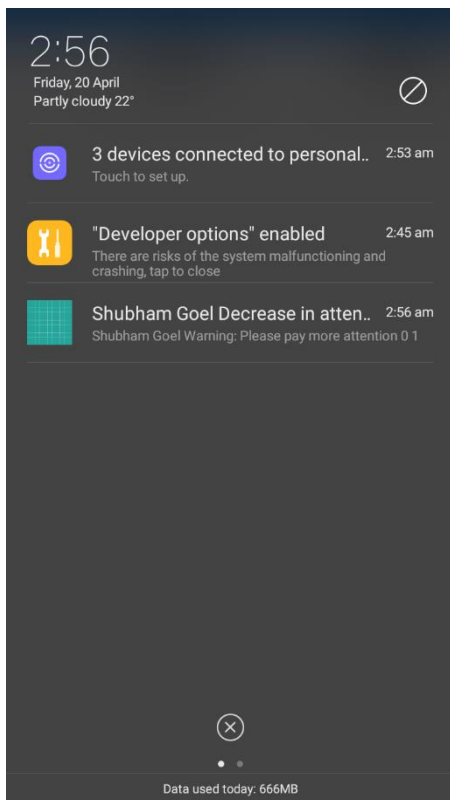 2:56
Friday, 20 April
Partly cloudy 22°
3 devices connected to personal.. 2:53 am
Touch to set up.
"Developer options" enabled 2:45 am
There are risks of the system malfunctioning and
crashing, tap to close
Shubham Goel Decrease in atten.. 2:56 am
Shubham Goel Warning: Please pay more attention 0 1
Data used today: 666MB